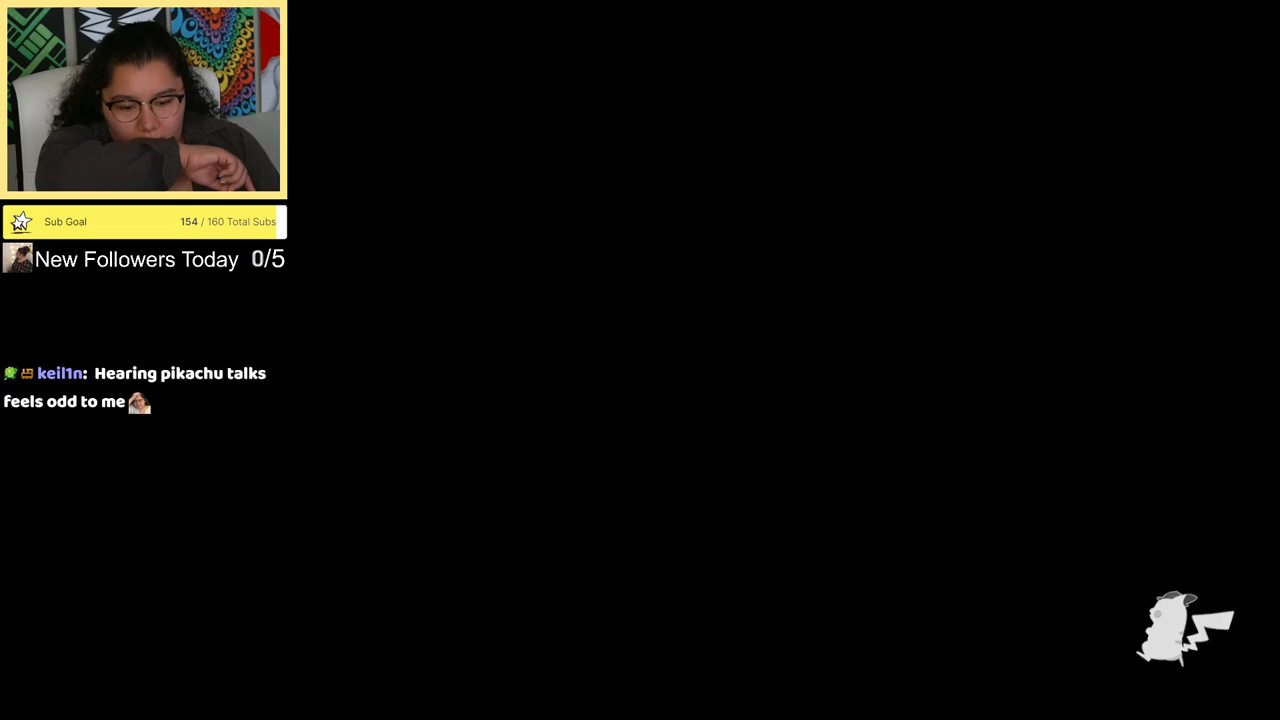 Sub Goal 154 / 160 Total Subs
New Followers Today 0/5
keil1n: Hearing pikachu talks
feels odd to me